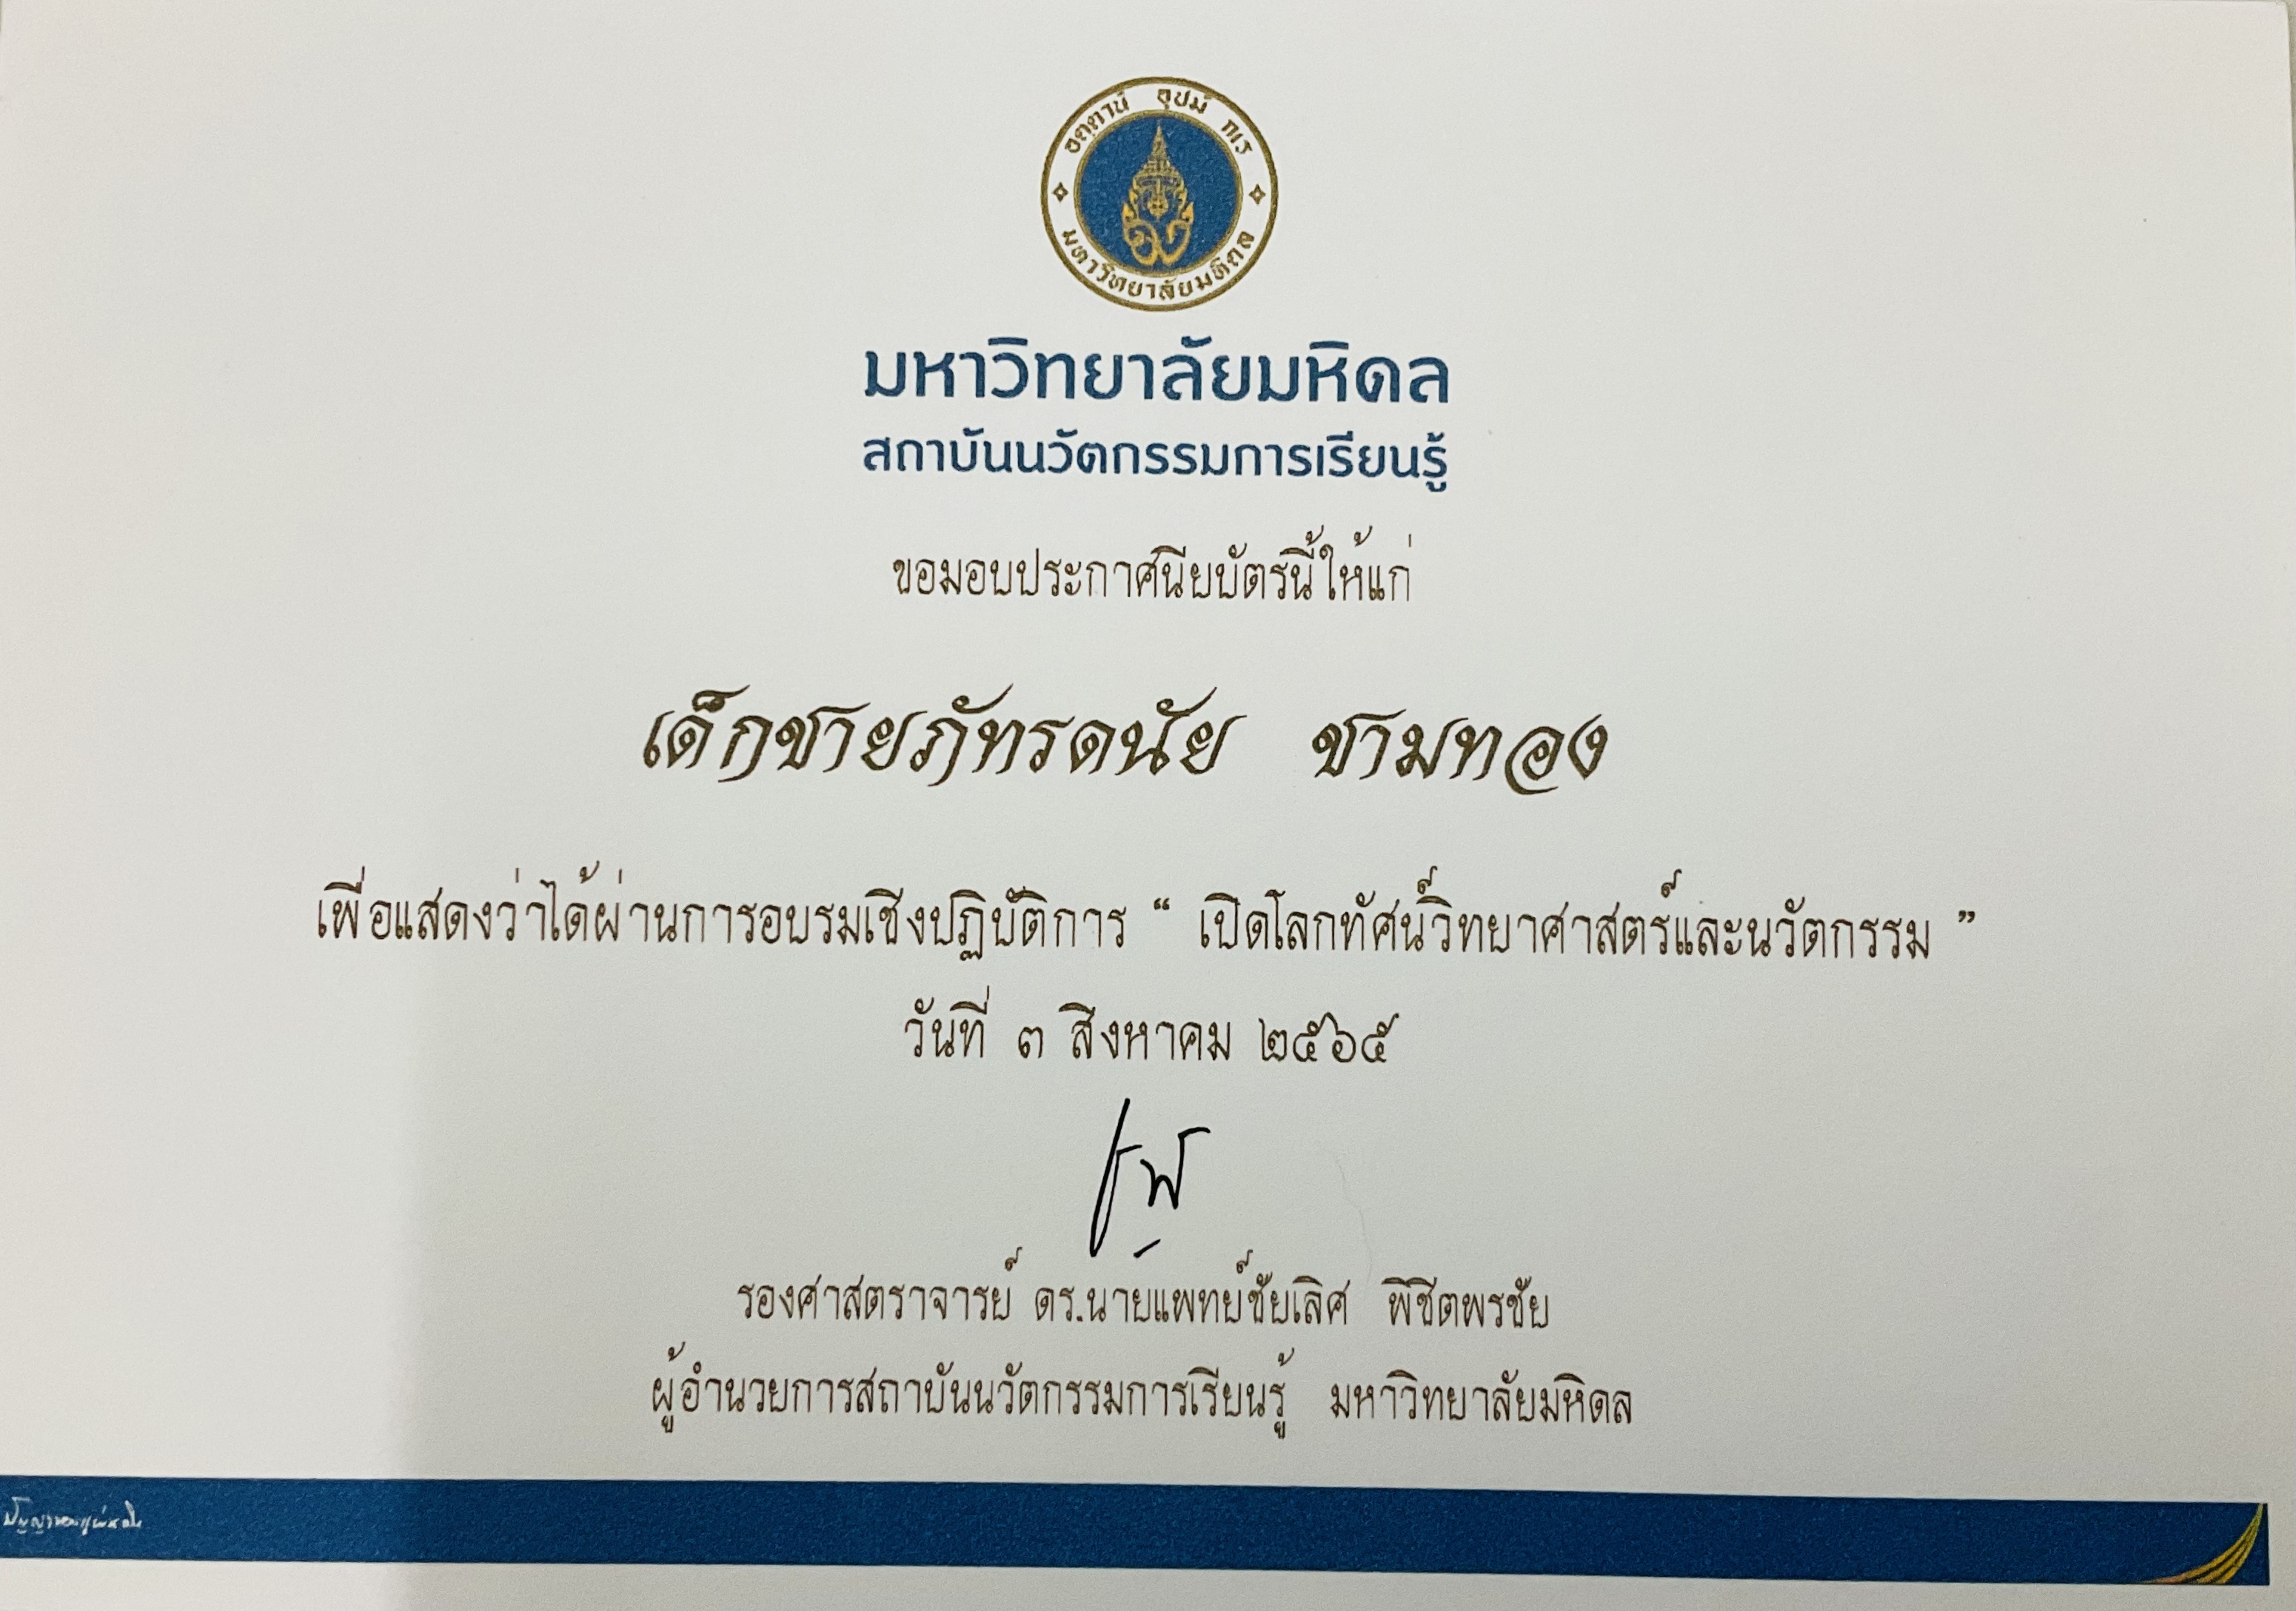 อตฺตานํ อุปมํ กเร
มหาวิทยาลัยมหิดล
มหาวิทยาลัยมหิดล
สถาบันนวัตกรรมการเรียนรู้
ขอมอบประกาศนียบัตรนี้ให้แก่
เด็กชายภัทรดนัย ชามทอง
เพื่อแสดงว่าได้ผ่านการอบรมเชิงปฏิบัติการ “ เปิดโลกทัศน์วิทยาศาสตร์และนวัตกรรม ”
วันที่ ๓ สิงหาคม ๒๕๖๕
รองศาสตราจารย์ ดร.นายแพทย์ชัยเลิศ พิชิตพรชัย
ผู้อำนวยการสถาบันนวัตกรรมการเรียนรู้ มหาวิทยาลัยมหิดล
ปัญญาของแผ่นดิน